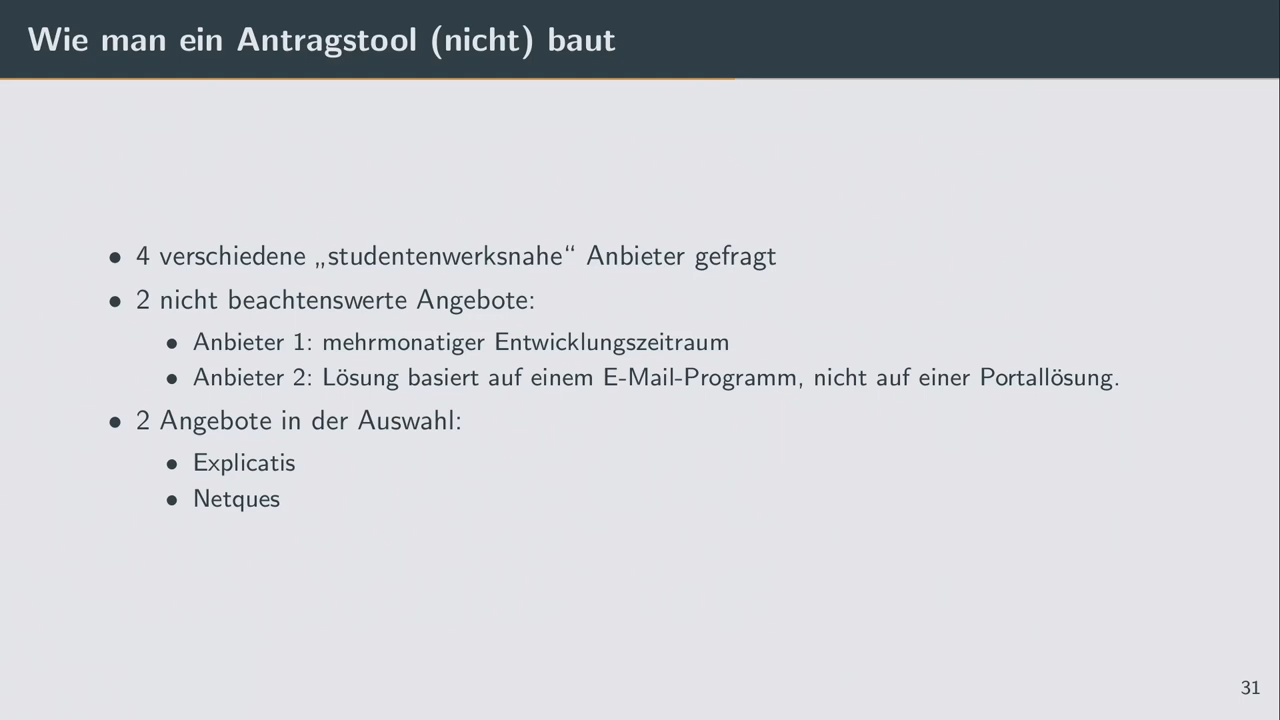 Wie man ein Antragstool (nicht) baut
• 4 verschiedene „studentenwerksnahe“ Anbieter gefragt
• 2 nicht beachtenswerte Angebote:
• Anbieter 1: mehrmonatiger Entwicklungszeitraum
• Anbieter 2: Lösung basiert auf einem E-Mail-Programm, nicht auf einer Portallösung.
• 2 Angebote in der Auswahl:
• Explicatis
• Netques
31